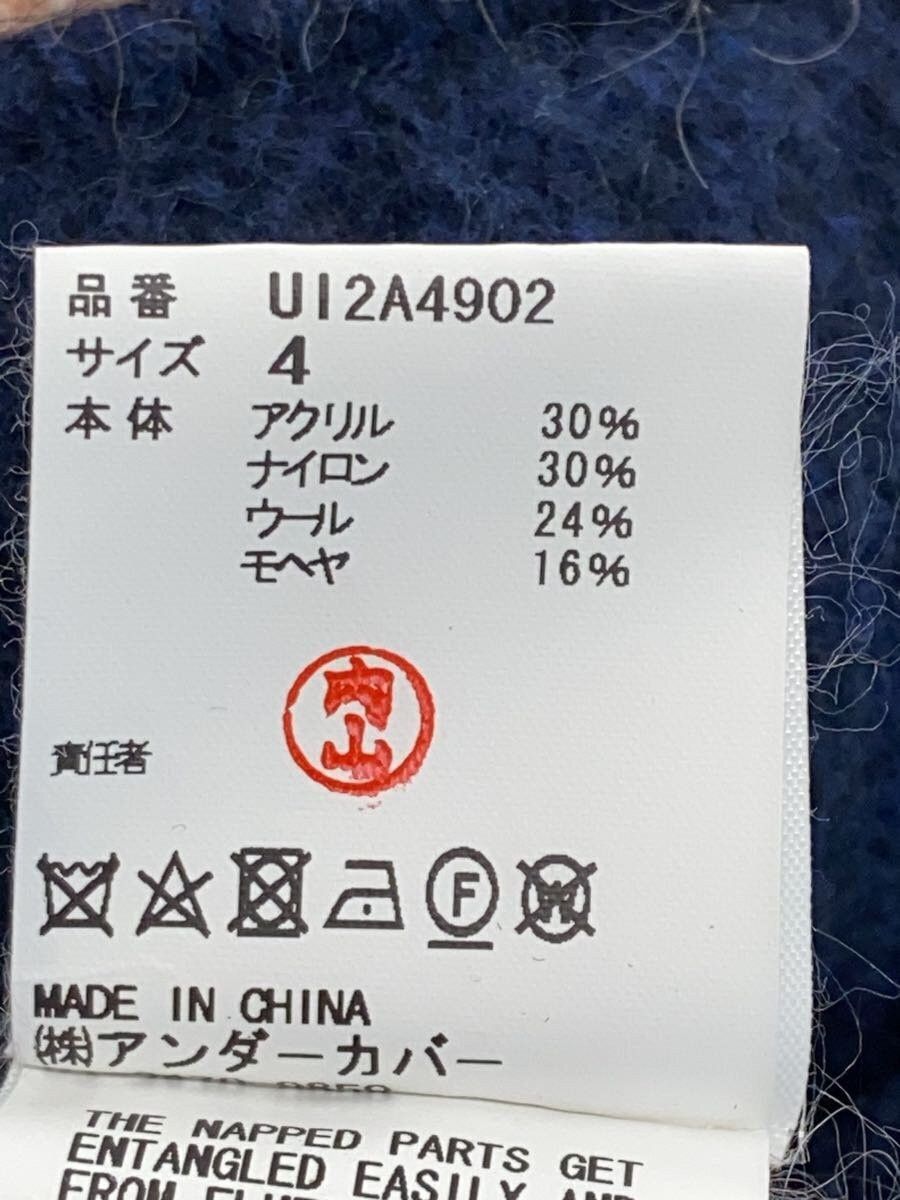 品番 UI2A4902
サイズ 4
本体 アクリル 30%
ナイロン 30%
ウール 24%
モヘヤ 16%
内山
責任者
F
W
MADE IN CHINA
(株)アンダーカバー
THE NAPPED PARTS GET
ENTANGLED EASILY AND
FROM